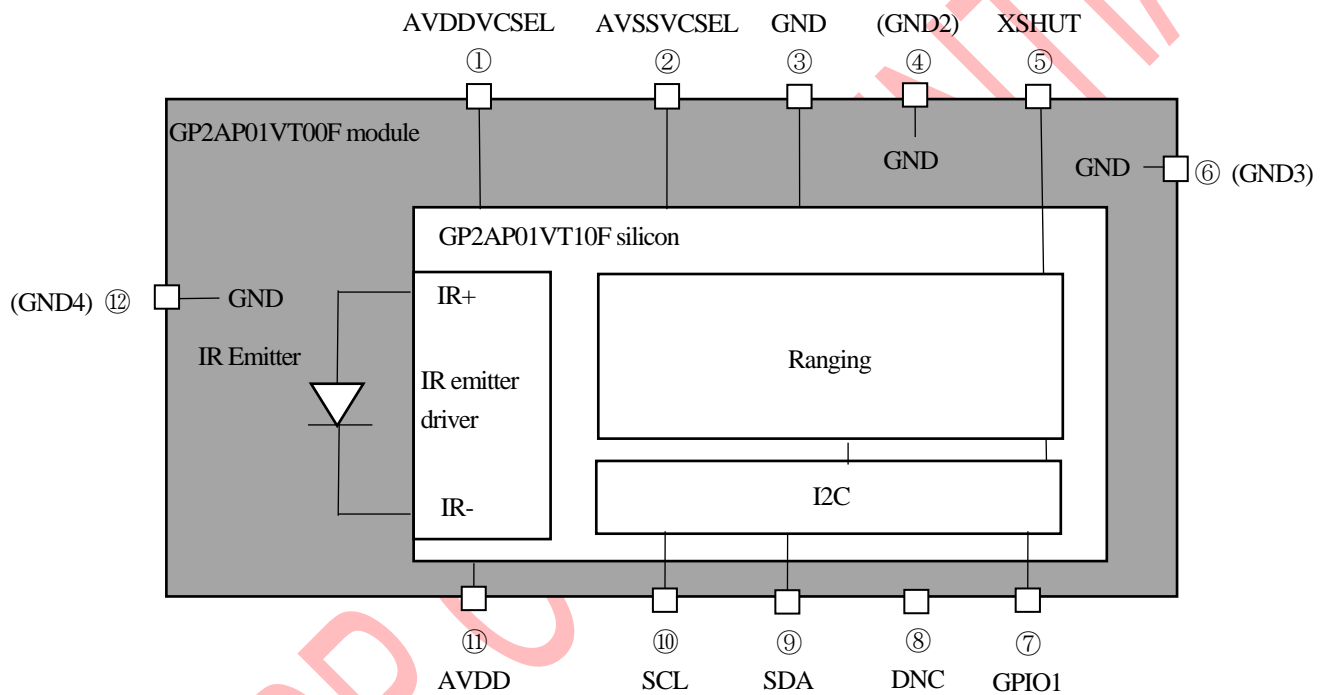 AVDDVCSEL AVSSVCSEL GND (GND2) XSHUT
① ② ③ ④ ⑤
GP2AP01VT00F module
GND
GND ⑥ (GND3)
GP2AP01VT10F silicon
(GND4) ⑫ GND
IR+
IR Emitter
Ranging
IR emitter
driver
I2C
IR-
⑪ ⑩ ⑨ ⑧ ⑦
AVDD SCL SDA DNC GPIO1